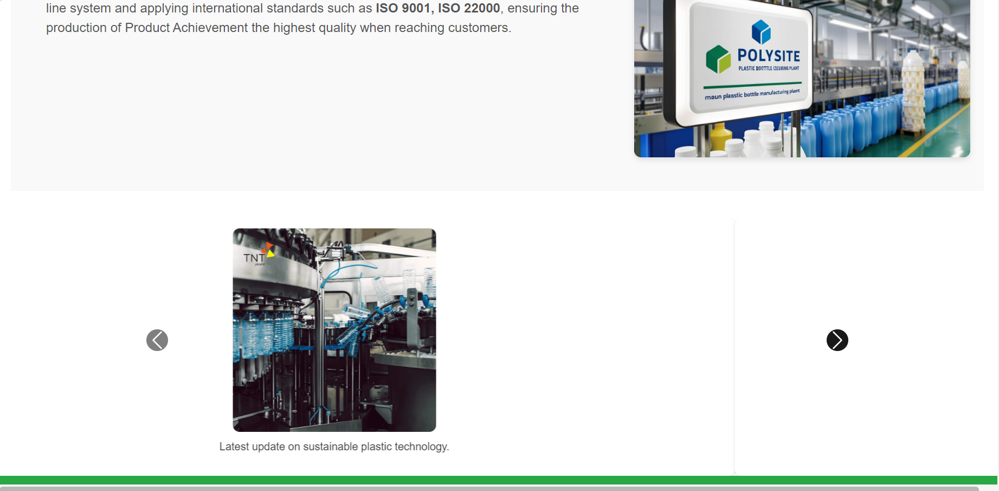 line system and applying international standards such as ISO 9001, ISO 22000, ensuring the
production of Product Achievement the highest quality when reaching customers.
POLYSITE
PLASTIC BOOTTLE CLEUBING PLANT
maun plasstic bottlle manufacturirg plant
TNT
plastic
Latest update on sustainable plastic technology.